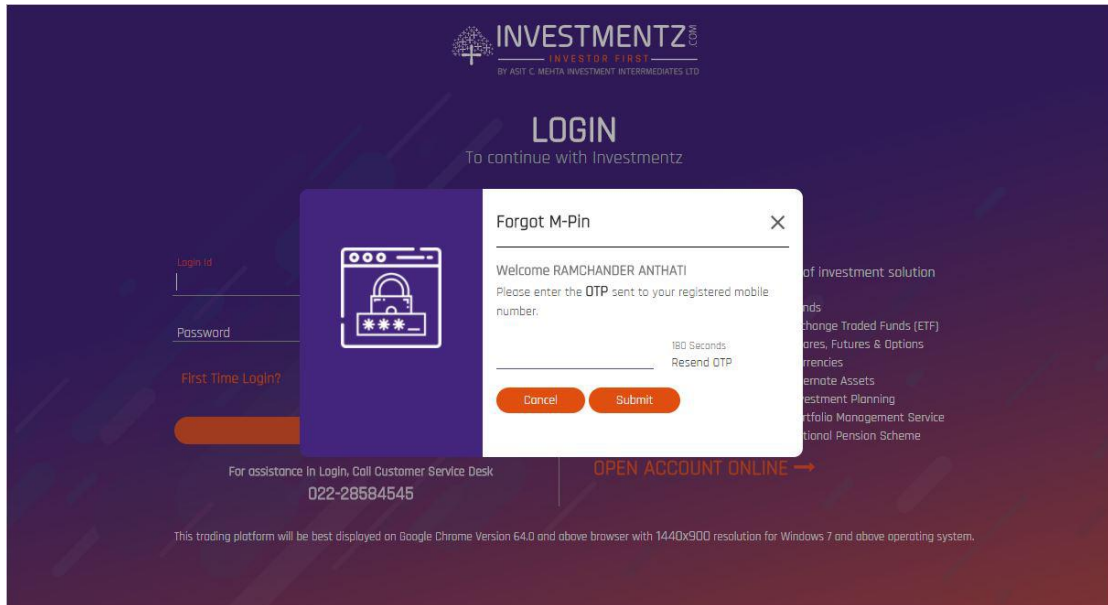 INVESTMENTZ.COM
INVESTOR FIRST
BY ASIT C. MEHTA INVESTMENT INTERRMEDIATES LTD
LOGIN
To continue with Investmentz
Forgot M-Pin
Welcome RAMCHANDER ANTHATI
Please enter the OTP sent to your registered mobile
number.
180 Seconds
Resend OTP
Cancel Submit
***_
Login Id
Password
First Time Login?
of investment solution
nds
change Traded Funds (ETF)
ares, Futures & Options
rrencies
ernate Assets
vestment Planning
rtfolio Management Service
tional Pension Scheme
For assistance in Login, Call Customer Service Desk
022-28584545
OPEN ACCOUNT ONLINE →
This trading platform will be best displayed on Google Chrome Version 64.0 and above browser with 1440x900 resolution for Windows 7 and above operating system.